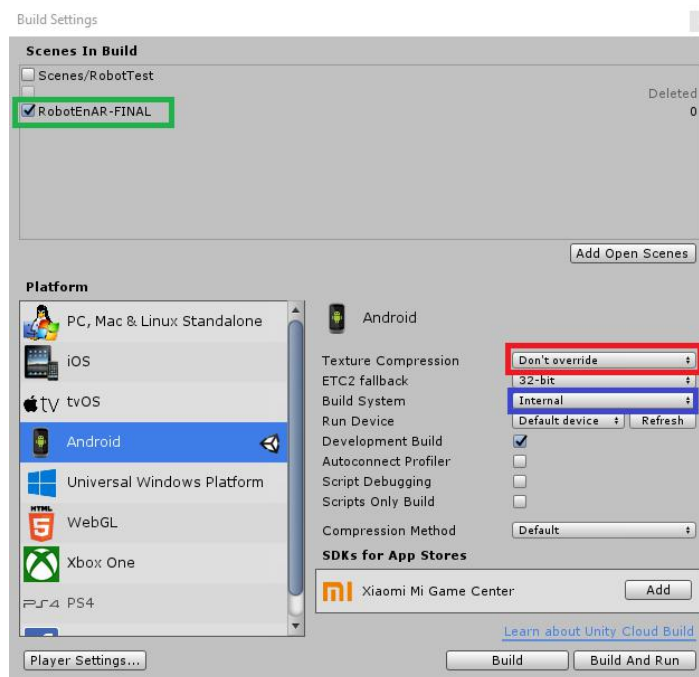 Build Settings
Scenes In Build
Scenes/RobotTest
Deleted
RobotEnAR-FINAL 0
Add Open Scenes
Platform
PC, Mac & Linux Standalone
iOS
tv tvOS
Android
Universal Windows Platform
HTML 5 WebGL
Xbox One
PS4 PS4
Android
Texture Compression Don't override
ETC2 fallback 32-bit
Build System Internal
Run Device Default device Refresh
Development Build
Autoconnect Profiler
Script Debugging
Scripts Only Build
Compression Method Default
SDKs for App Stores
Xiaomi Mi Game Center Add
Learn about Unity Cloud Build
Player Settings... Build Build And Run